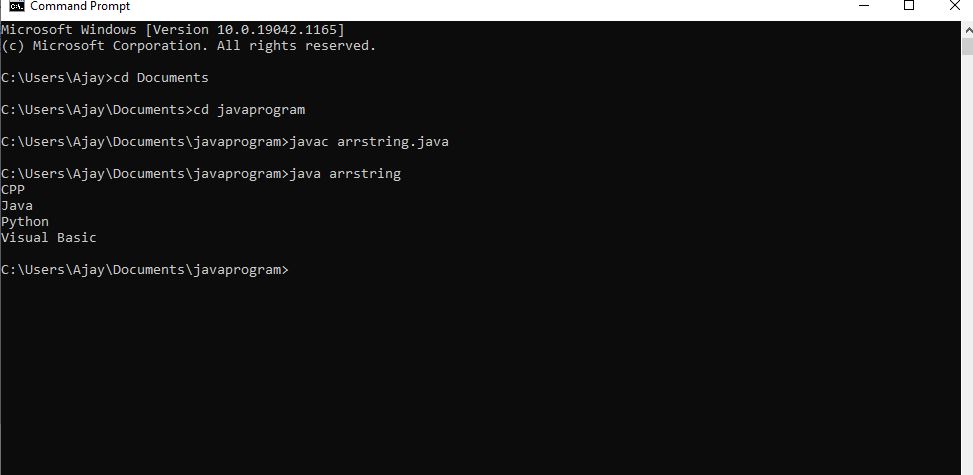 Command Prompt
Microsoft Windows [Version 10.0.19042.1165]
(c) Microsoft Corporation. All rights reserved.
C:\Users\Ajay>cd Documents
C:\Users\Ajay\Documents>cd javaprogram
C:\Users\Ajay\Documents\javaprogram>javac arrstring.java
C:\Users\Ajay\Documents\javaprogram>java arrstring
CPP
Java
Python
Visual Basic
C:\Users\Ajay\Documents\javaprogram>